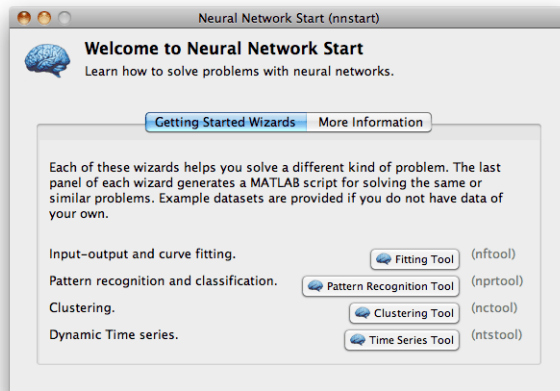 Neural Network Start (nnstart)
Welcome to Neural Network Start
Learn how to solve problems with neural networks.
Getting Started Wizards More Information
Each of these wizards helps you solve a different kind of problem. The last
panel of each wizard generates a MATLAB script for solving the same or
similar problems. Example datasets are provided if you do not have data of
your own.
Input-output and curve fitting. Fitting Tool (nftool)
Pattern recognition and classification. Pattern Recognition Tool (nprtool)
Clustering. Clustering Tool (nctool)
Dynamic Time series. Time Series Tool (ntstool)